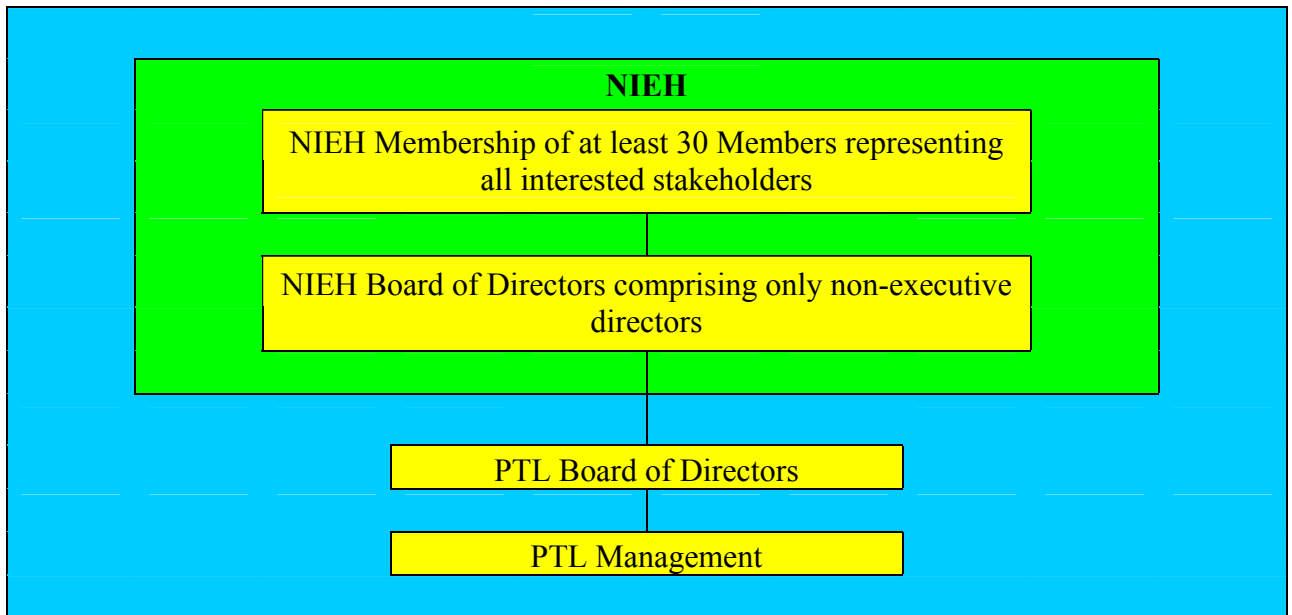 NIEH
NIEH Membership of at least 30 Members representing
all interested stakeholders
NIEH Board of Directors comprising only non-executive
directors
PTL Board of Directors
PTL Management